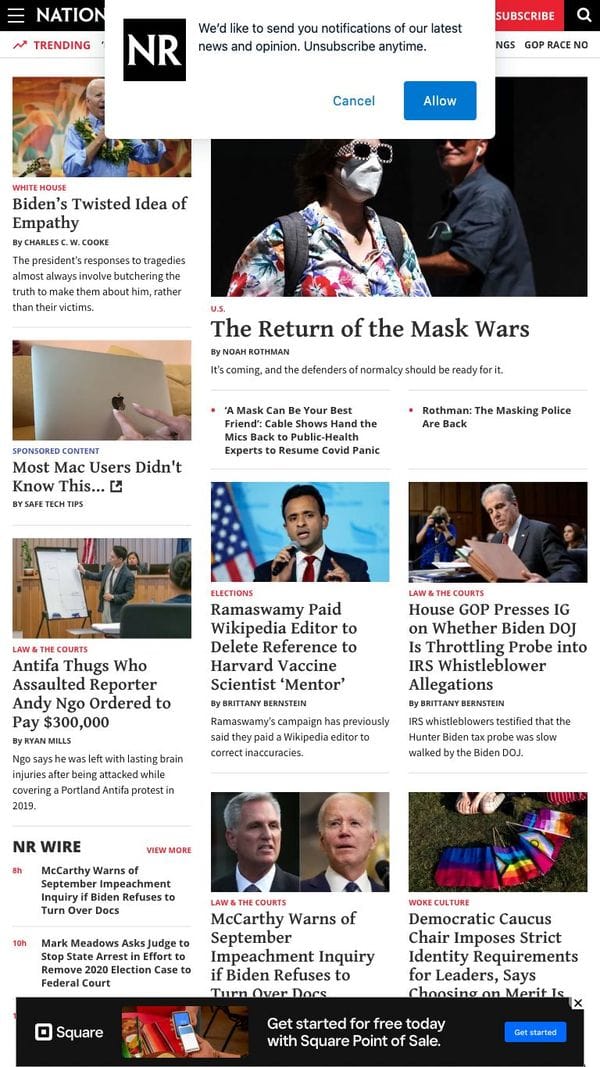 NATION
SUBSCRIBE
TRENDING
NGS GOP RACE NO
NR
We'd like to send you notifications of our latest
news and opinion. Unsubscribe anytime.
Cancel
Allow
WHITE HOUSE
Biden's Twisted Idea of
Empathy
By CHARLES C. W. COOKE
The president's responses to tragedies
almost always involve butchering the
truth to make them about him, rather
than their victims.
SPONSORED CONTENT
Most Mac Users Didn't
Know This...
BY SAFE TECH TIPS
LAW & THE COURTS
Antifa Thugs Who
Assaulted Reporter
Andy Ngo Ordered to
Pay $300,000
By RYAN MILLS
Ngo says he was left with lasting brain
injuries after being attacked while
covering a Portland Antifa protest in
2019.
NR WIRE
VIEW MORE
8h
McCarthy Warns of
September Impeachment
Inquiry if Biden Refuses to
Turn Over Docs
10h
Mark Meadows Asks Judge to
Stop State Arrest in Effort to
Remove 2020 Election Case to
Federal Court
U.S.
The Return of the Mask Wars
By NOAH ROTHMAN
It's coming, and the defenders of normalcy should be ready for it.
'A Mask Can Be Your Best
Friend': Cable Shows Hand the
Mics Back to Public-Health
Experts to Resume Covid Panic
Rothman: The Masking Police
Are Back
ELECTIONS
Ramaswamy Paid
Wikipedia Editor to
Delete Reference to
Harvard Vaccine
Scientist 'Mentor'
By BRITTANY BERNSTEIN
Ramaswamy's campaign has previously
said they paid a Wikipedia editor to
correct inaccuracies.
LAW & THE COURTS
House GOP Presses IG
on Whether Biden DOJ
Is Throttling Probe into
IRS Whistleblower
Allegations
By BRITTANY BERNSTEIN
IRS whistleblowers testified that the
Hunter Biden tax probe was slow
walked by the Biden DOJ.
LAW & THE COURTS
McCarthy Warns of
September
Impeachment Inquiry
if Biden Refuses to
Turn Over Docs
WOKE CULTURE
Democratic Caucus
Chair Imposes Strict
Identity Requirements
for Leaders, Says
Choosing on Merit Is
Square
Get started for free today
with Square Point of Sale.
Get started